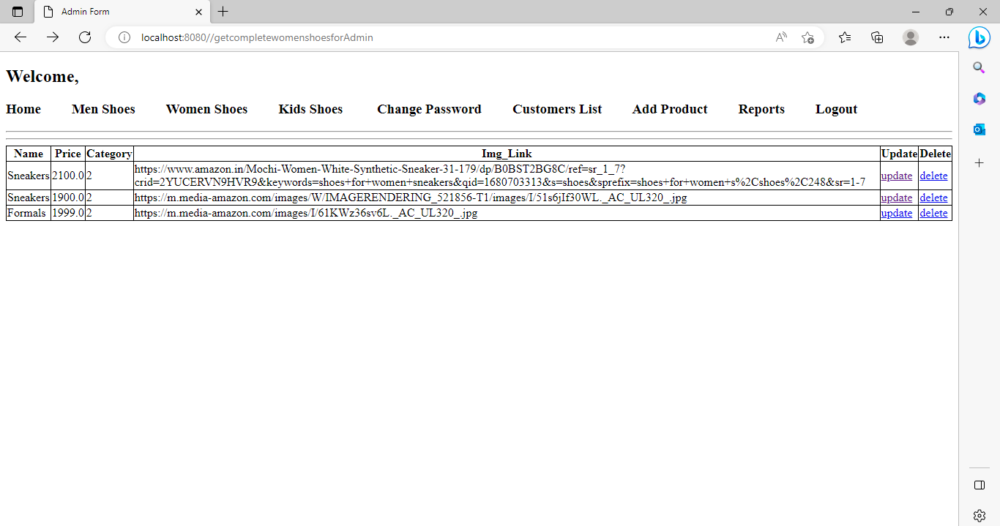 Admin Form
localhost:8080//getcompletewomenshoesforAdmin
Welcome,
Home Men Shoes Women Shoes Kids Shoes Change Password Customers List Add Product Reports Logout
Name Price Category Img_Link Update Delete
Sneakers 2100.0 2 https://www.amazon.in/Mochi-Women-White-Synthetic-Sneaker-31-179/dp/B0BST2BG8C/ref=sr_1_7?
crid=2YUCERVN9HVR9&keywords=shoes+for+women+sneakers&qid=1680703313&s=shoes&sprefix=shoes+for+women+s%2Cshoes%2C248&sr=1-7 update delete
Sneakers 1900.0 2 https://m.media-amazon.com/images/W/IMAGERENDERING_521856-T1/images/I/51s6jIf30WL._AC_UL320_.jpg update delete
Formals 1999.0 2 https://m.media-amazon.com/images/I/61KWz36sv6L._AC_UL320_.jpg update delete